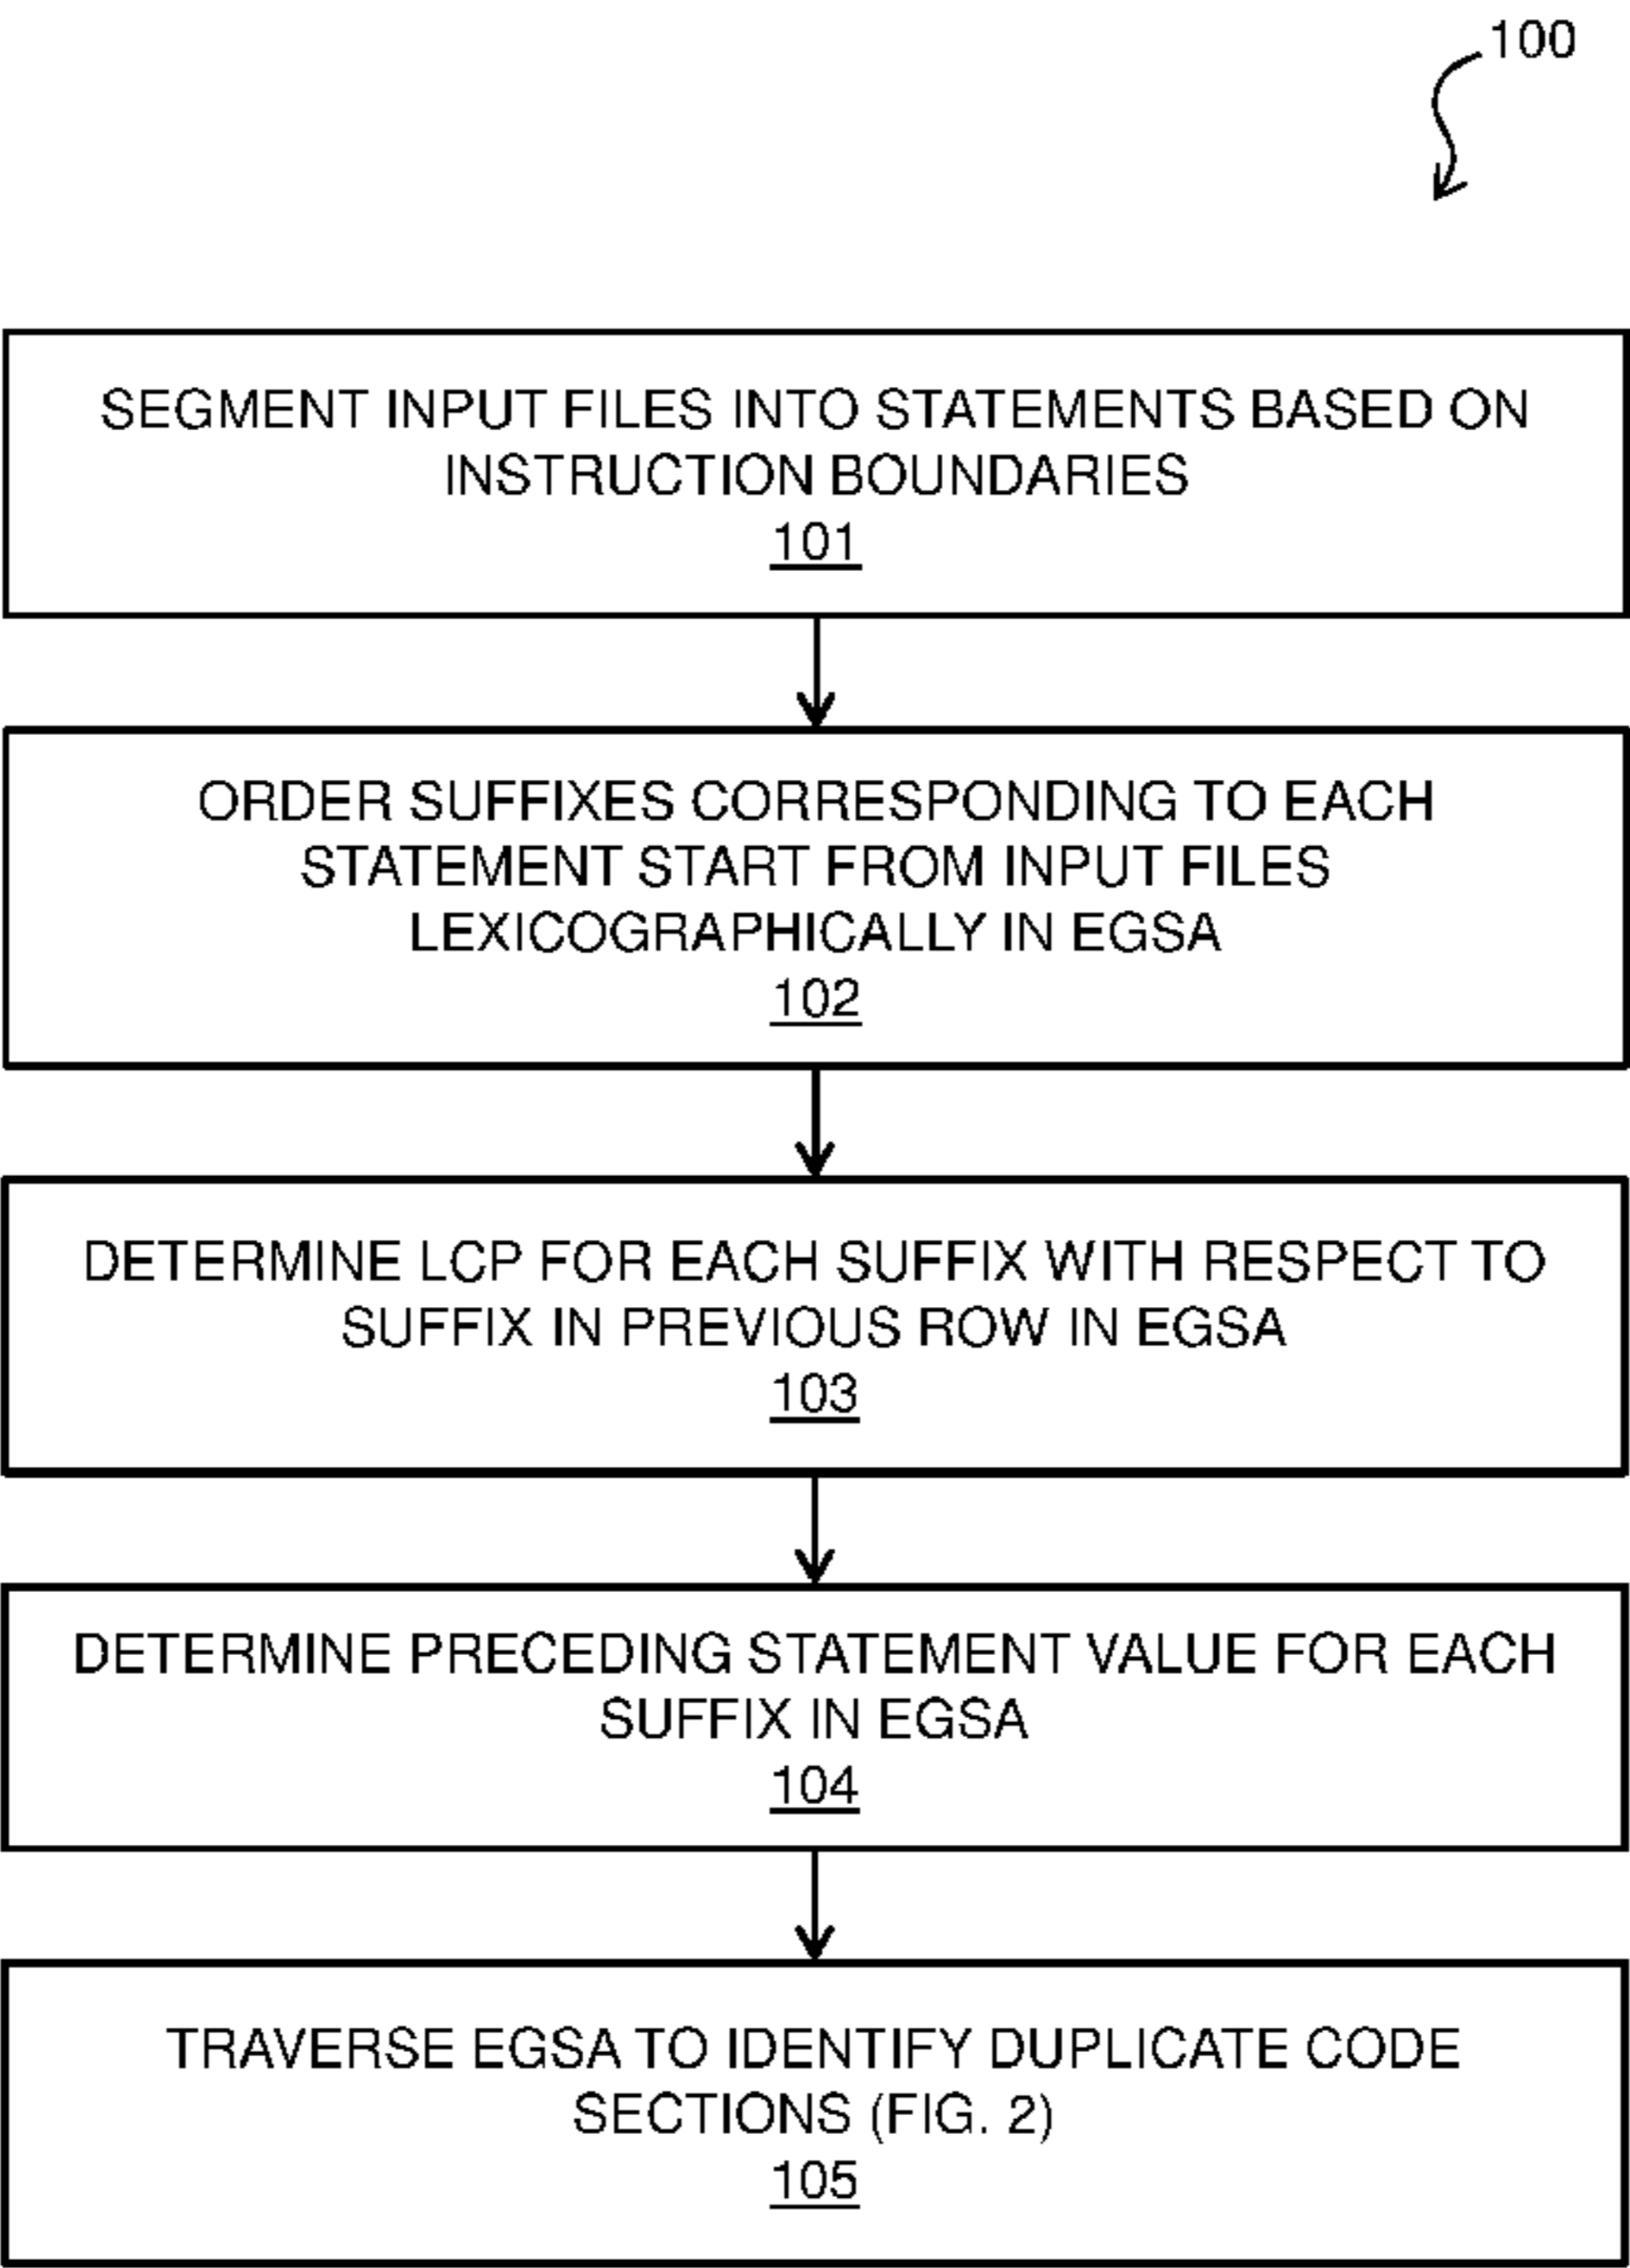 100
SEGMENT INPUT FILES INTO STATEMENTS BASED ON
INSTRUCTION BOUNDARIES
101
ORDER SUFFIXES CORRESPONDING TO EACH
STATEMENT START FROM INPUT FILES
LEXICOGRAPHICALLY IN EGSA
102
DETERMINE LCP FOR EACH SUFFIX WITH RESPECT TO
SUFFIX IN PREVIOUS ROW IN EGSA
103
DETERMINE PRECEDING STATEMENT VALUE FOR EACH
SUFFIX IN EGSA
104
TRAVERSE EGSA TO IDENTIFY DUPLICATE CODE
SECTIONS (FIG. 2)
105